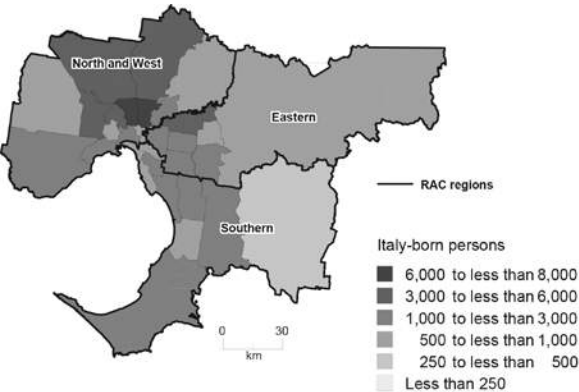 North and West
Eastern
Southern
RAC regions
0 30
km
Italy-born persons
6,000 to less than 8,000
3,000 to less than 6,000
1,000 to less than 3,000
500 to less than 1,000
250 to less than 500
Less than 250